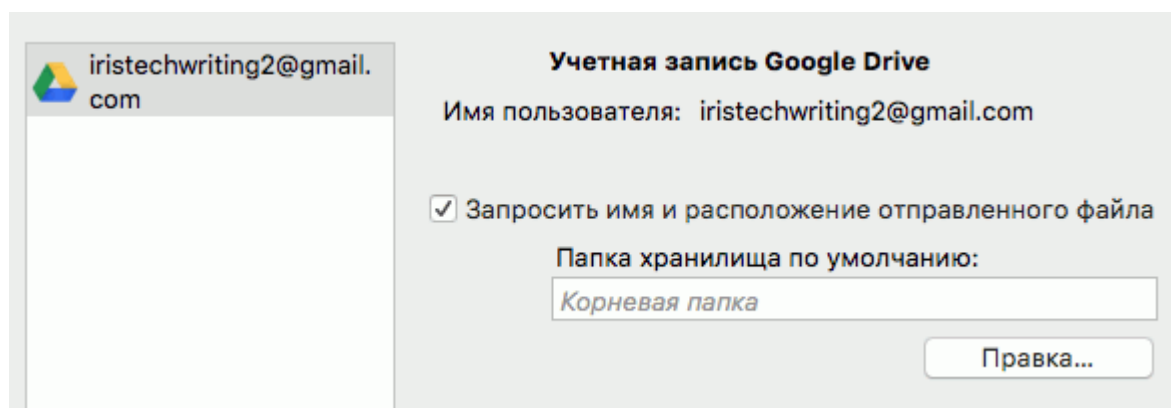 iristechwriting2@gmail.
com
Учетная запись Google Drive
Имя пользователя: iristechwriting2@gmail.com
Запросить имя и расположение отправленного файла
Папка хранилища по умолчанию:
Корневая папка
Правка...